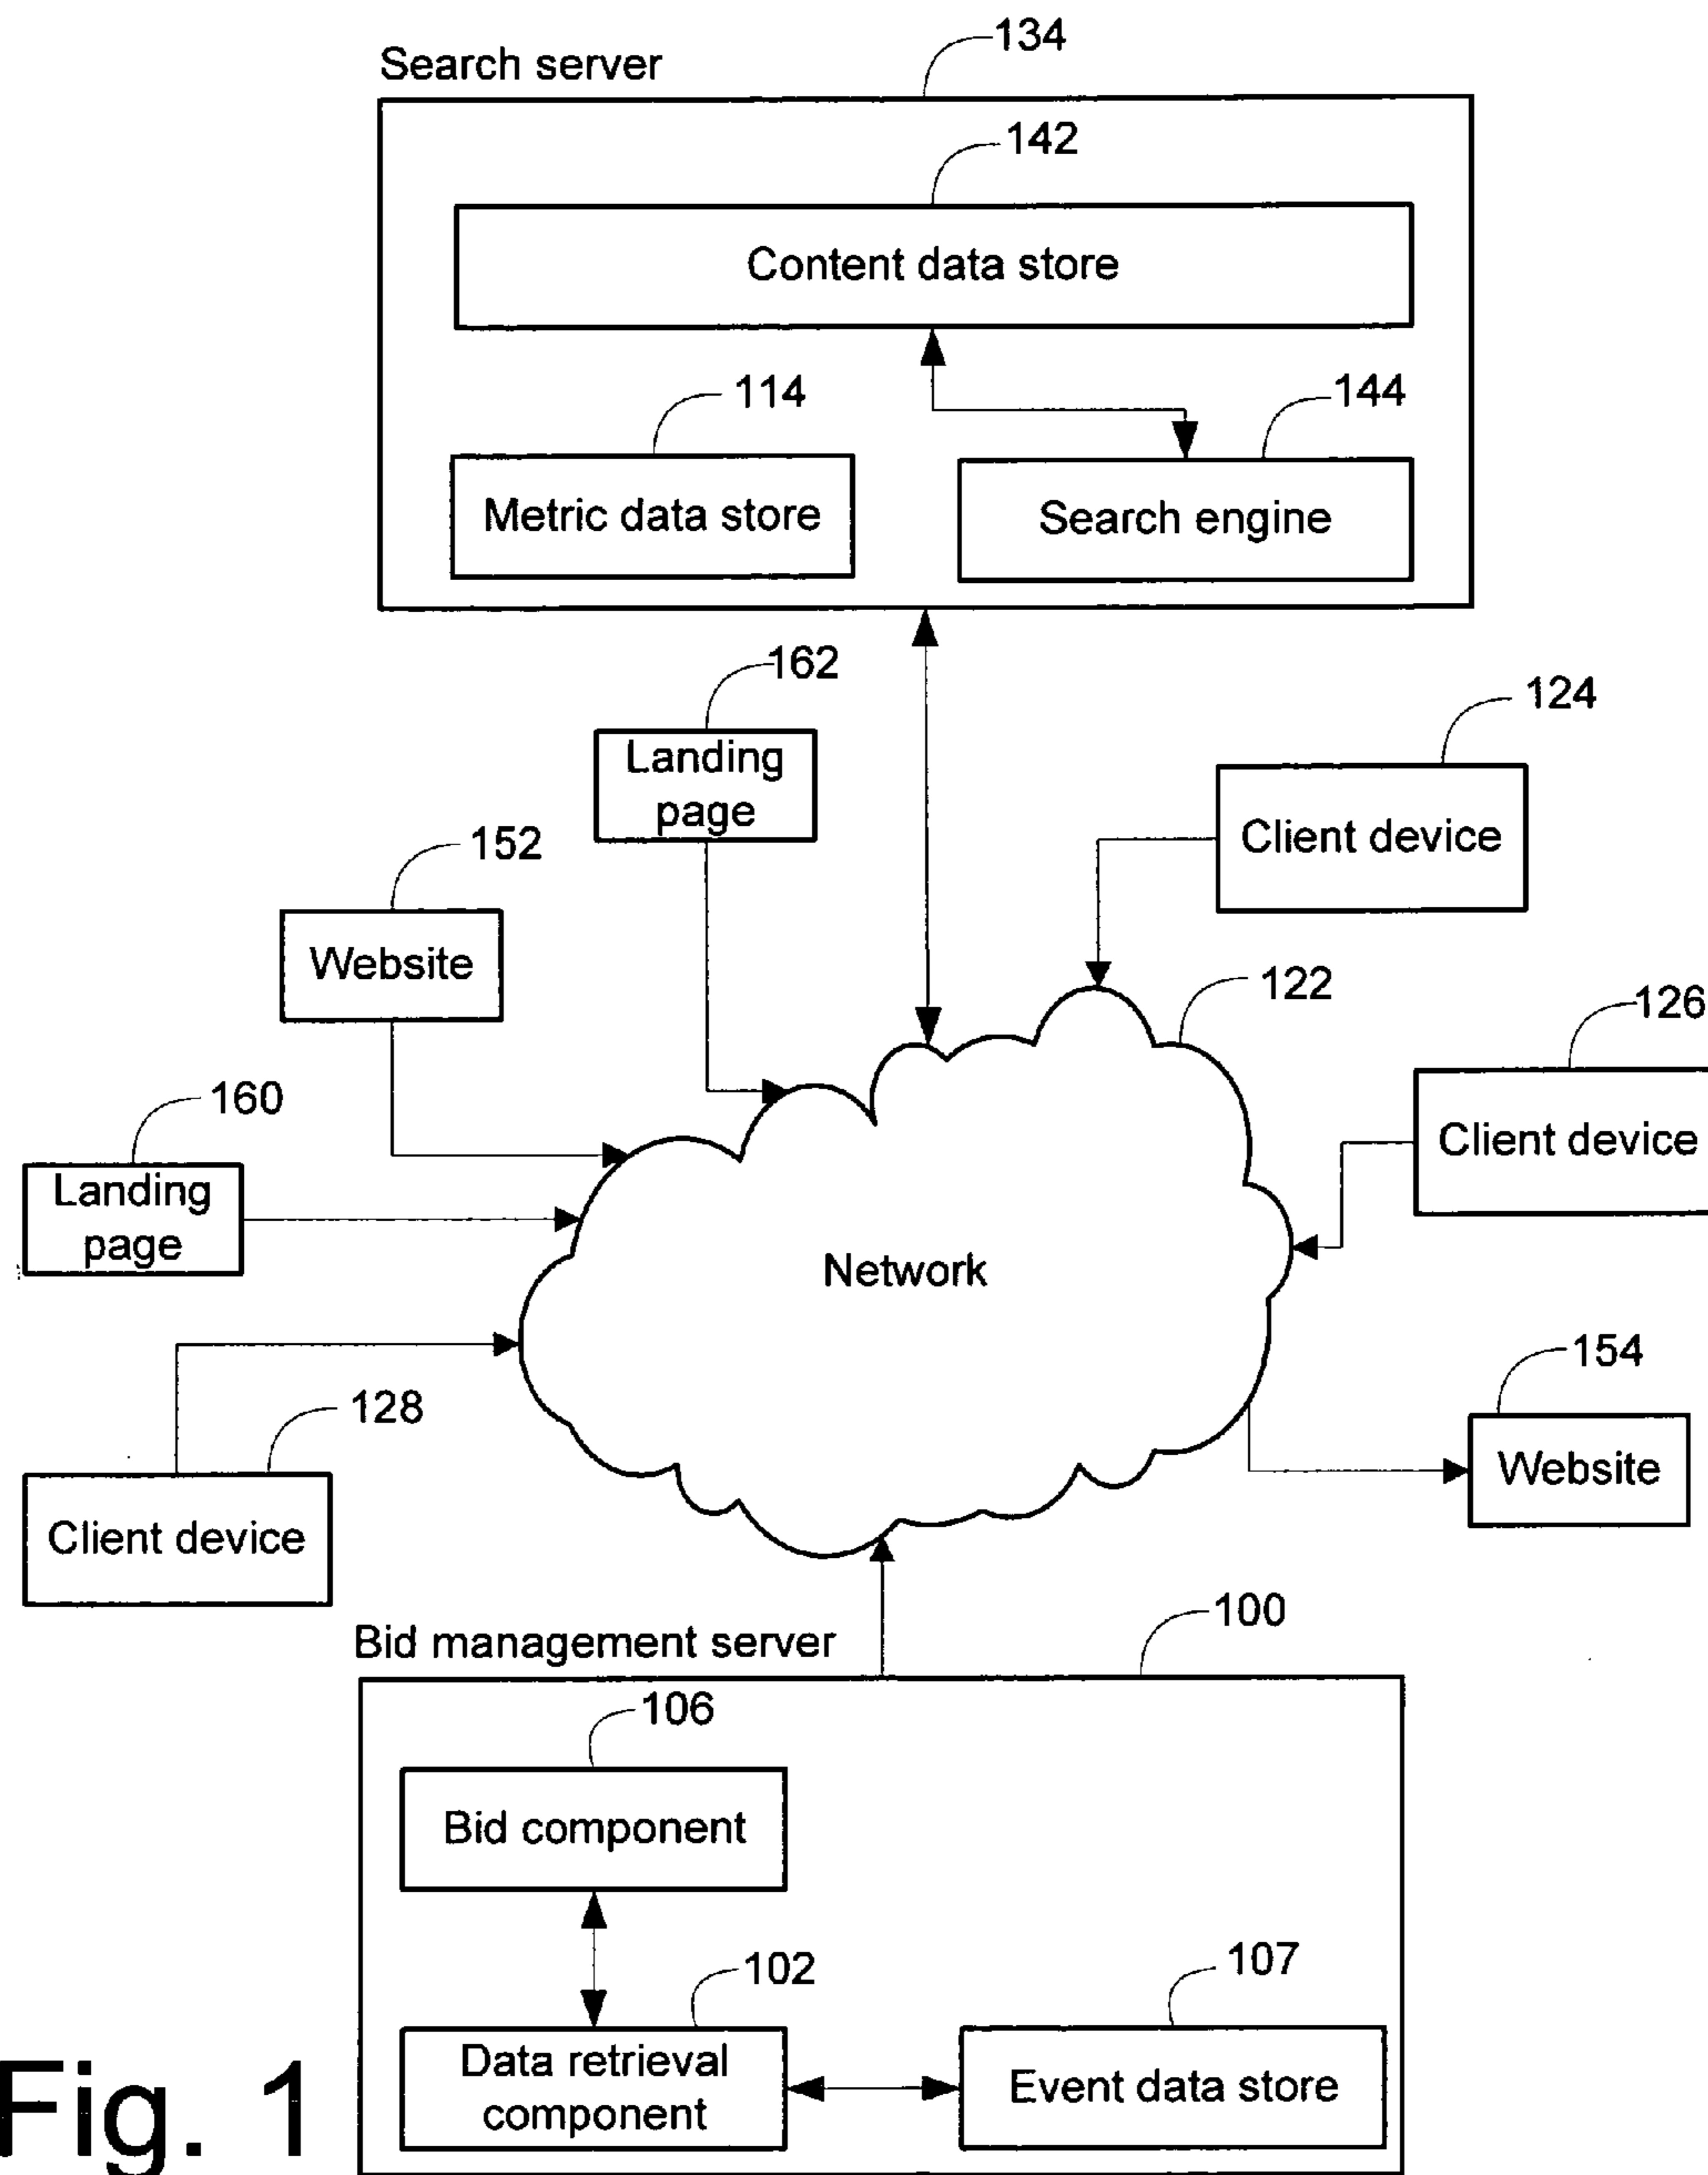 134
Search server
142
Content data store
114
144
Metric data store
Search engine
162
124
Landing
page
Client device
152
Website
122
126
160
Client device
Landing
page
Network
154
128
Website
Client device
100
Bid management server
106
Bid component
102
107
Data retrieval
component
Event data store
Fig. 1